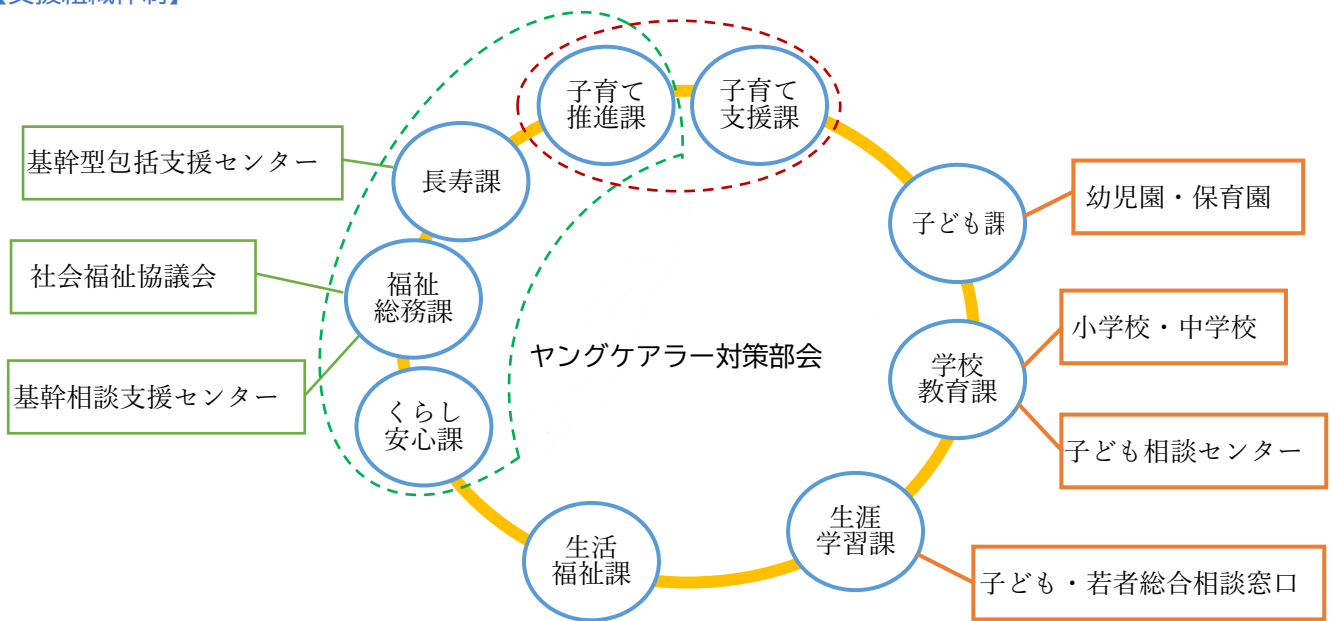 【支援組織体制】
子育て
推進課
子育て
支援課
基幹型包括支援センター
長寿課
子ども課
幼児園・保育園
社会福祉協議会
福祉
総務課
ヤングケアラー対策部会
学校
教育課
小学校・中学校
基幹相談支援センター
くらし
安心課
子ども相談センター
生涯
学習課
生活
福祉課
子ども・若者総合相談窓口